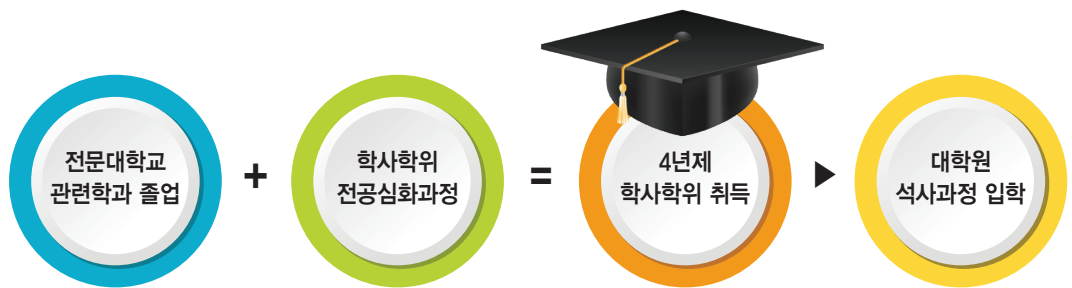 전문대학교
관련학과 졸업
+
학사학위
전공심화과정
=
4년제
학사학위 취득
▶
대학원
석사과정 입학